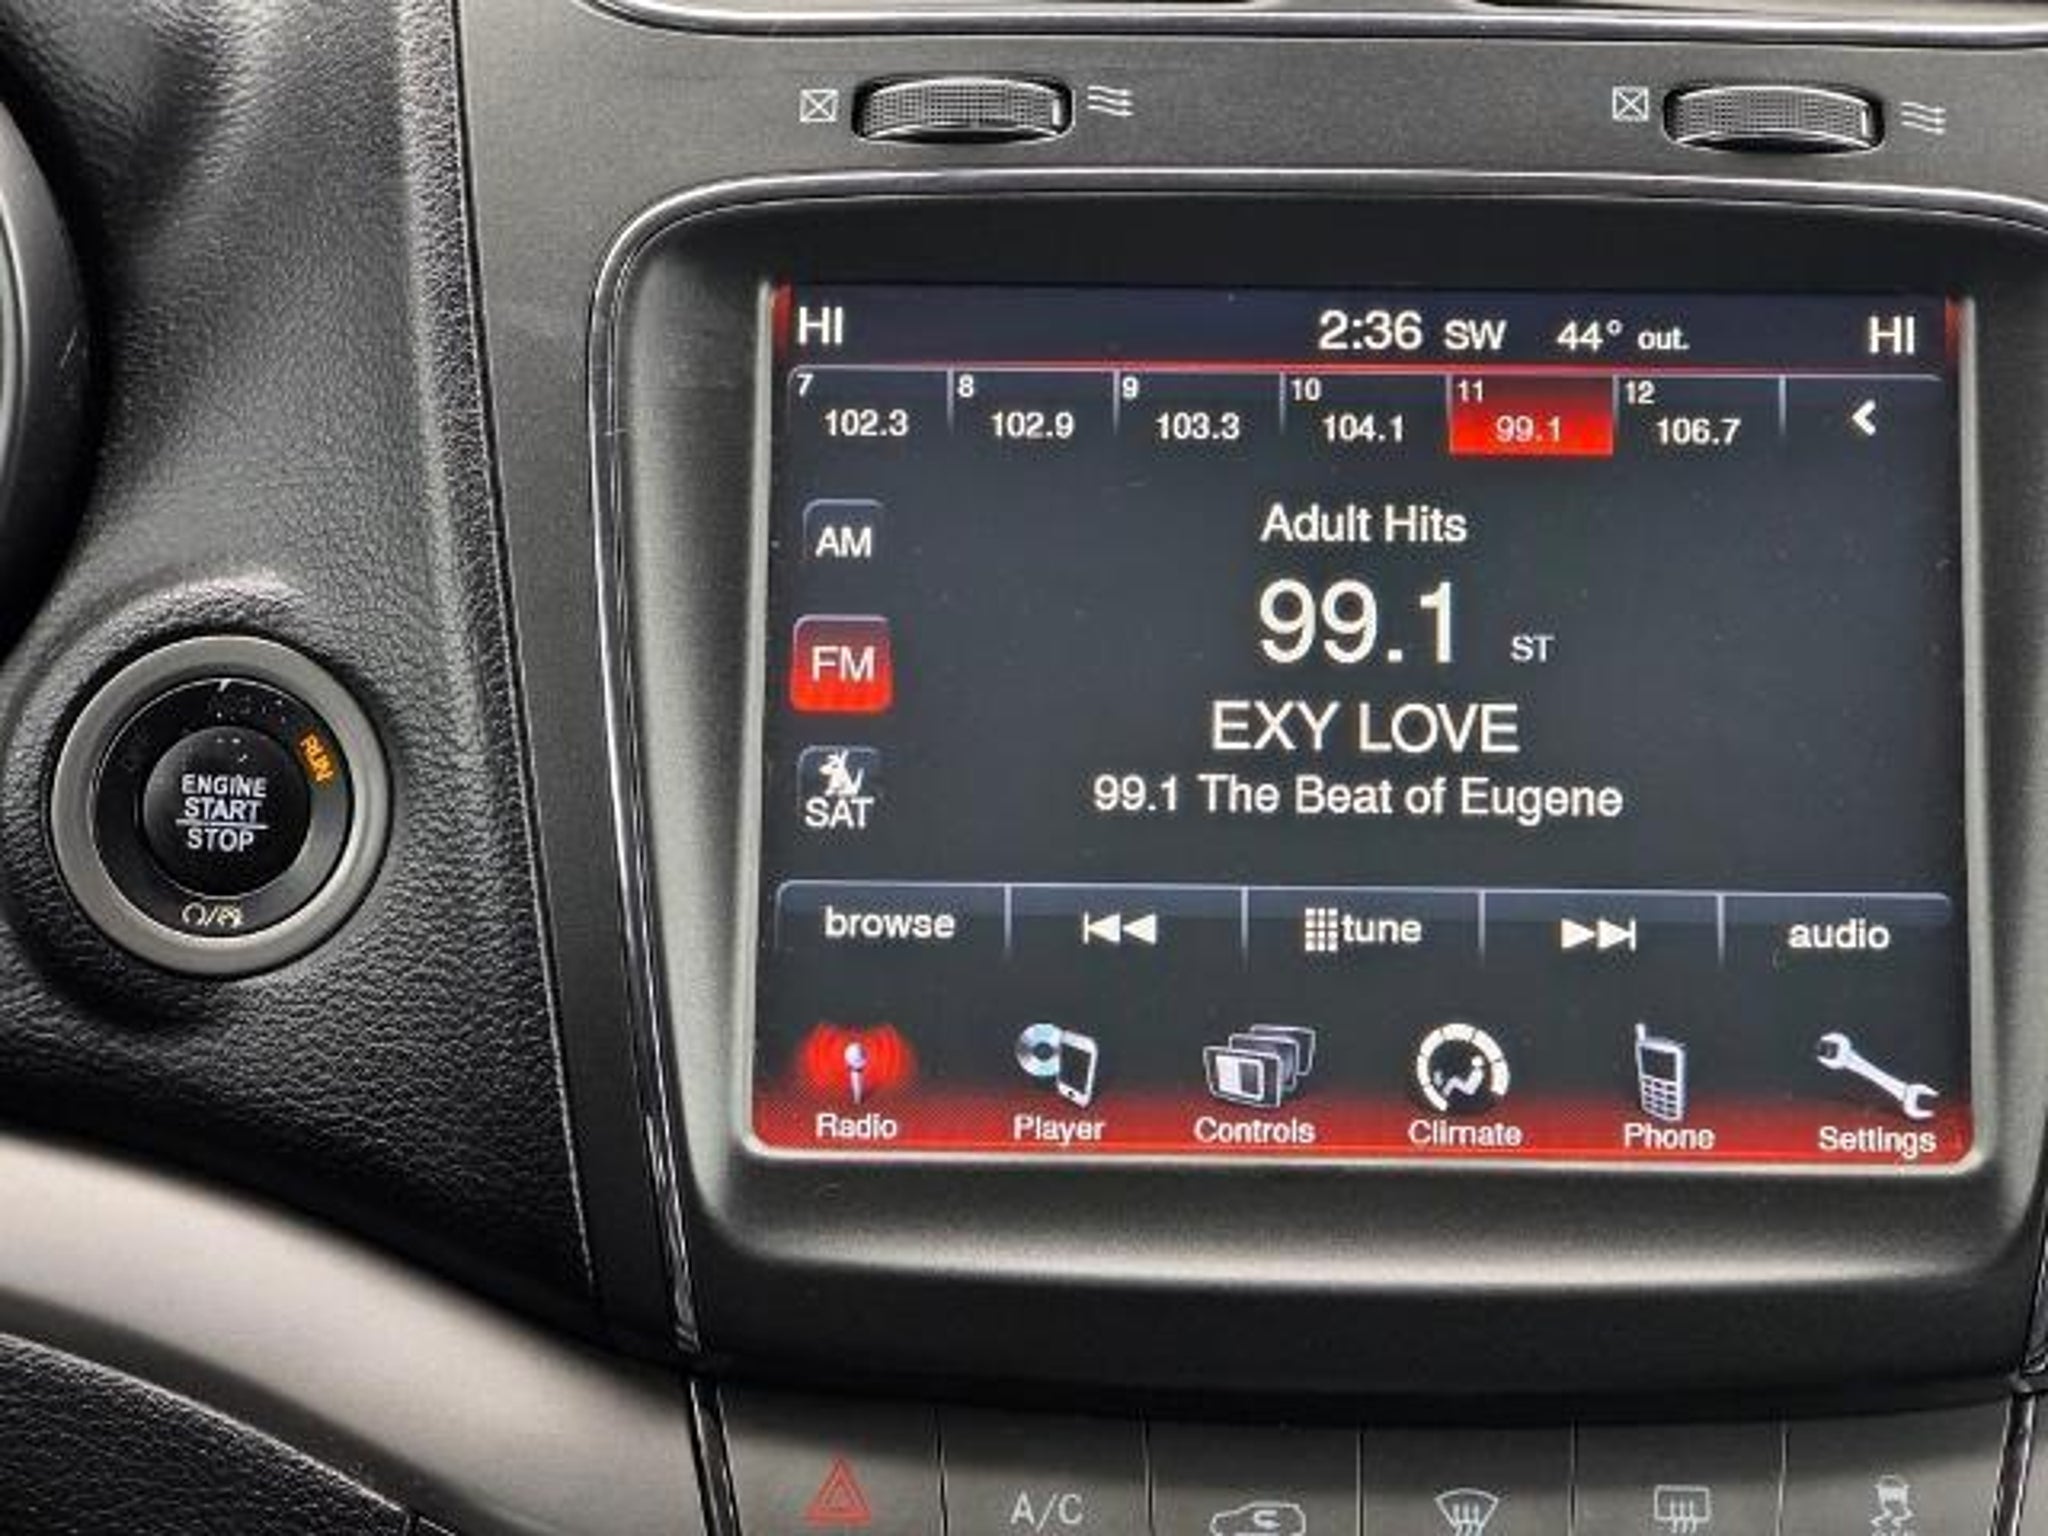 HI 2:36 SW 44° out. HI
7 8 9 10 11 12
102.3 102.9 103.3 104.1 99.1 106.7
AM
FM
SAT
Adult Hits
99.1 ST
EXY LOVE
99.1 The Beat of Eugene
browse tune audio
Radio Player Controls Climate Phone Settings
RUN
ENGINE
START
STOP
A/C